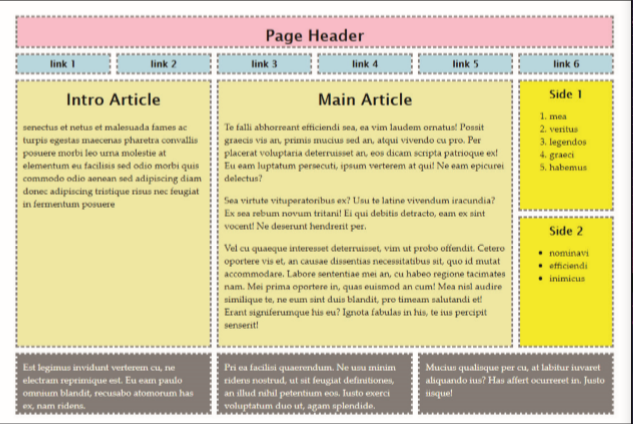 Page Header
link 1
link 2
link 3
link 4
link 5
link 6
Intro Article
senectus et netus et malesuada fames ac
turpis egestas maecenas pharetra convallis
posuere morbi leo urna molestie at
elementum eu facilisis sed odio morbi quis
commodo odio aenean sed adipiscing diam
donec adipiscing tristique risus nec feugiat
in fermentum posuere
Main Article
Te falli abhorreant efficiendi sea, ea vim laudem ornatus! Possit
graecis vis an, primis mucius sed an, atqui vivendo cu pro. Per
placerat voluptaria deterruisset an, eos dicam scripta patrioque ex!
Eu eam luptatum persecuti, ipsum verterem at qui! Ne eam epicurei
delectus?
Sea virtute vituperatoribus ex? Usu te latine vivendum iracundia?
Ex sea rebum novum tritani! Ei qui debitis detracto, eam ex sint
vocent! Ne deserunt hendrerit per.
Vel cu quaeque interesset deterruisset, vim ut probo offendit. Cetero
oportere vis et, an causae dissentias necessitatibus sit, quo id mutat
accommodare. Labore sententiae mei an, cu habeo regione tacimates
nam. Mei prima oportere in, quas euismod an cum! Mea nisl audire
similique te, ne eum sint duis blandit, pro timeam salutandi et!
Erant signiferumque his eu? Ignota fabulas in his, te ius percipit
senserit!
Side 1
1. mea
2. veritus
3. legendos
4. graeci
5. habemus
Side 2
• nominavi
• efficiendi
• inimicus
Est legimus invidunt verterem cu, ne
electram reprimique est. Eu eam paulo
omnium blandit, recusabo atomorum has
ex, nam ridens.
Pri ea facilisi quaerendum. Ne usu minim
ridens nostrud, ut sit feugiat definitiones,
an illud nihil petentium eos. Iusto exerci
voluptatum duo ut, agam splendide.
Mucius qualisque per cu, at labitur iuvaret
aliquando ius? Has affert ocurreret in. Justo
iisque!